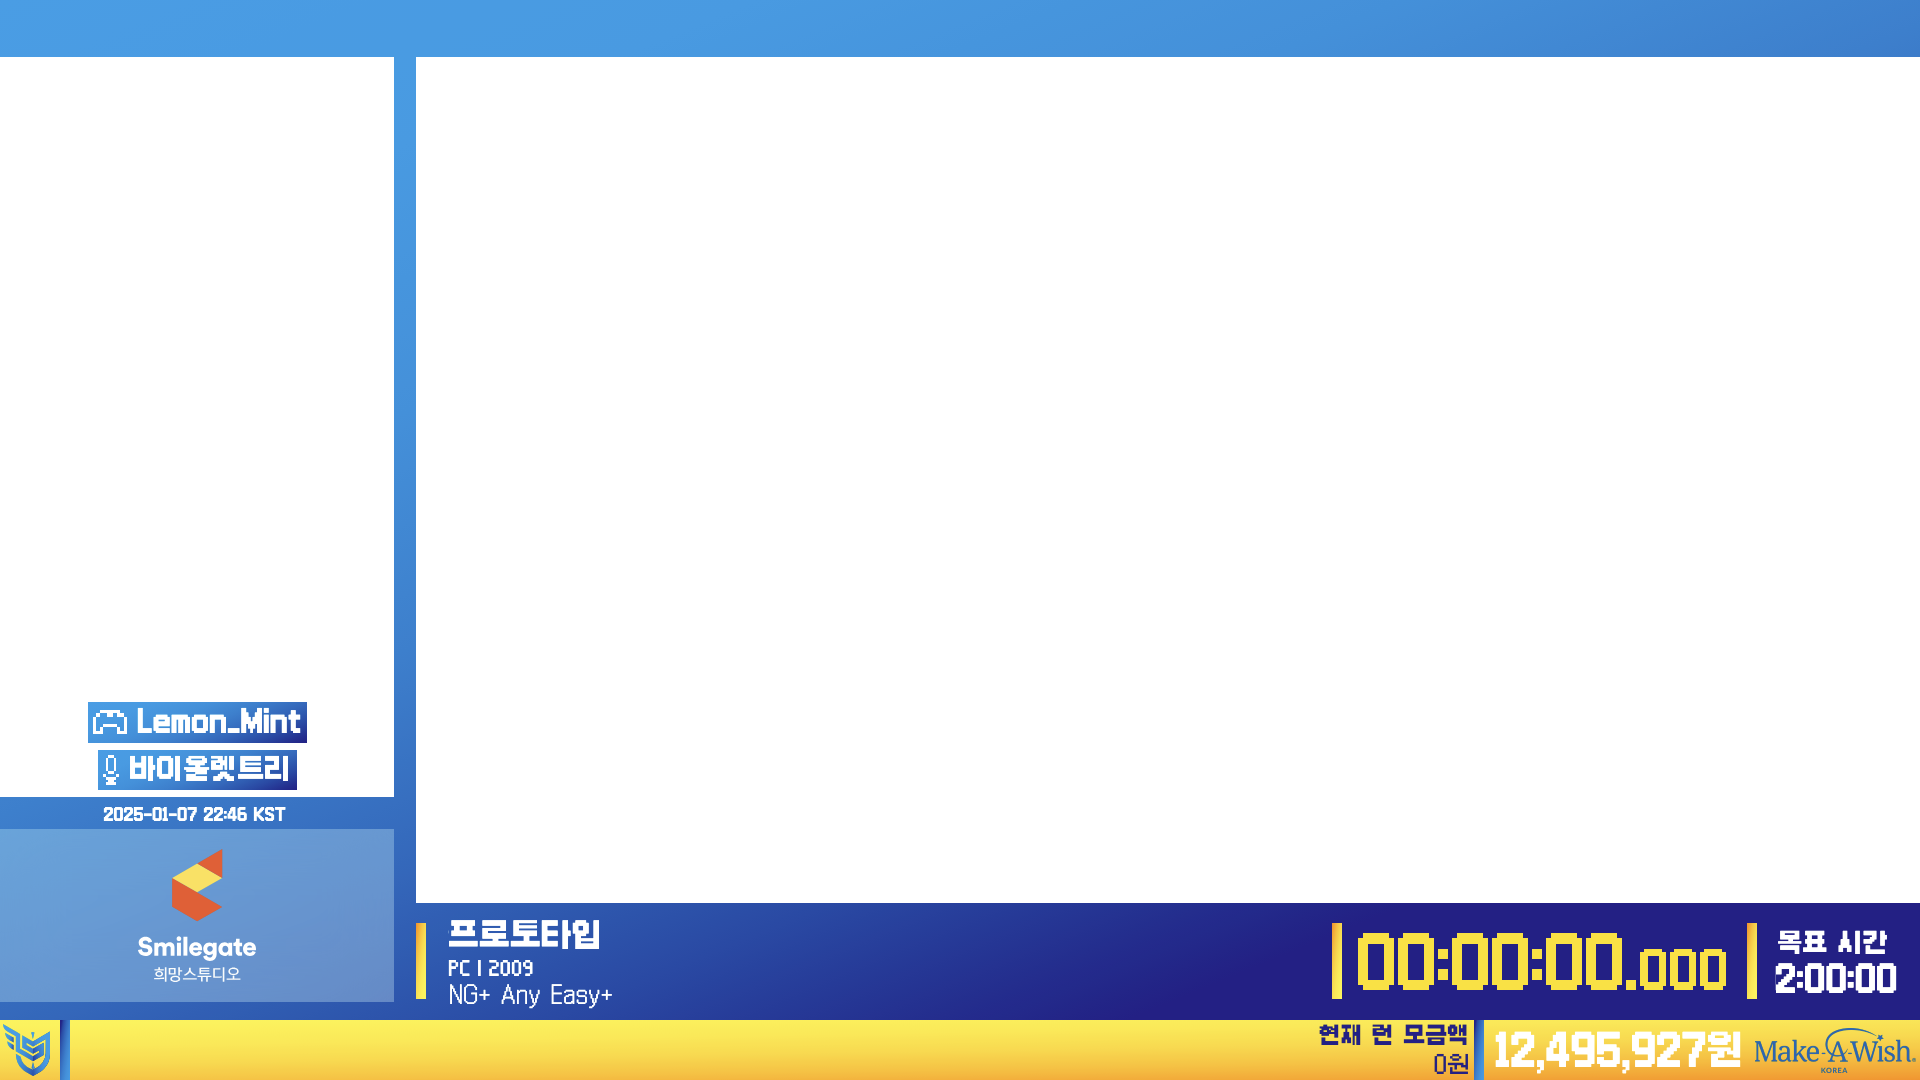 Lemon_Mint
바이올렛트리
2025-01-07 22:46 KST
Smilegate
희망스튜디오
프로토타입
PC | 2009
NG+ Any Easy+
00:00:00.000
목표 시간
2:00:00
현재 런 모금액
0원
12,495,927원
Make-A-Wish®
KOREA